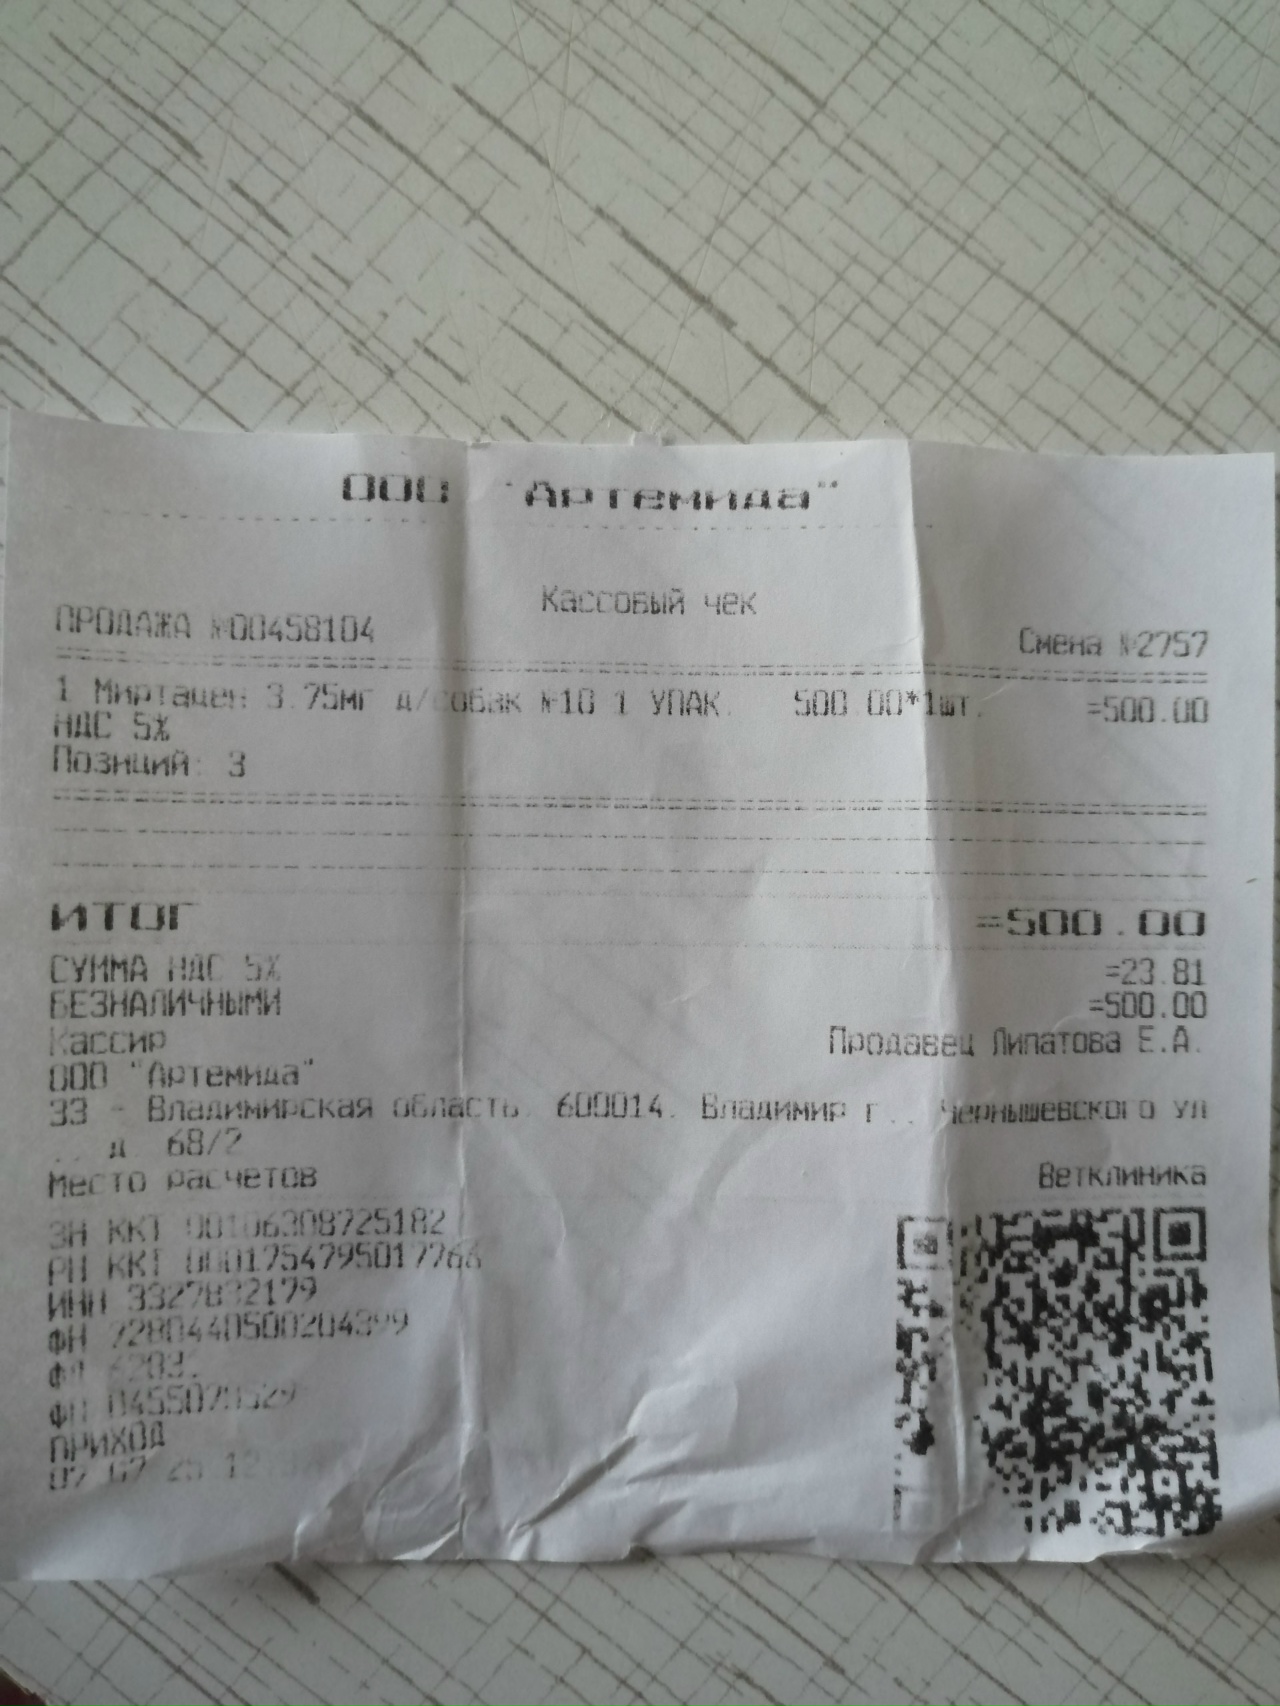 ООО "Артемида"
Кассовый чек
ПРОДАЖА №00458104
Смена №2757
1 Миртацен 3.75мг д/собак №10 1 УПАК. 500.00*1шт. =500.00
НДС 5%
Позиций: 3
ИТОГ =500.00
СУММА НДС 5% =23.81
БЕЗНАЛИЧНЫМИ =500.00
Кассир Продавец Липатова Е.А.
ООО "Артемида"
33 - Владимирская область, 600014, Владимир г., , Чернышевского ул
., д. 68/2
Место расчетов Ветклиника
ЗН ККТ 00106308725182
РН ККТ
ИНН 3327832179
ФН
ПРИХОД